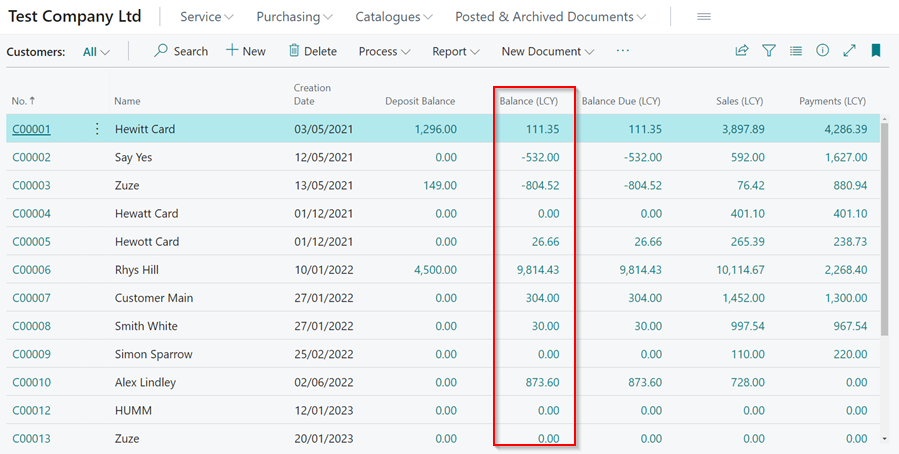 Test Company Ltd Service Purchasing Catalogues Posted & Archived Documents
Customers: All Search New Delete Process Report New Document ...
No. ↑ Name Creation Date Deposit Balance Balance (LCY) Balance Due (LCY) Sales (LCY) Payments (LCY)
C00001 Hewitt Card 03/05/2021 1,296.00 111.35 111.35 3,897.89 4,286.39
C00002 Say Yes 12/05/2021 0.00 -532.00 -532.00 592.00 1,627.00
C00003 Zuze 13/05/2021 149.00 -804.52 -804.52 76.42 880.94
C00004 Hewatt Card 01/12/2021 0.00 0.00 0.00 401.10 401.10
C00005 Hewott Card 01/12/2021 0.00 26.66 26.66 265.39 238.73
C00006 Rhys Hill 10/01/2022 4,500.00 9,814.43 9,814.43 10,114.67 2,268.40
C00007 Customer Main 27/01/2022 0.00 304.00 304.00 1,452.00 1,300.00
C00008 Smith White 27/01/2022 0.00 30.00 30.00 997.54 967.54
C00009 Simon Sparrow 25/02/2022 0.00 0.00 0.00 110.00 220.00
C00010 Alex Lindley 02/06/2022 0.00 873.60 873.60 728.00 0.00
C00012 HUMM 12/01/2023 0.00 0.00 0.00 0.00 0.00
C00013 Zuze 20/01/2023 0.00 0.00 0.00 0.00 0.00